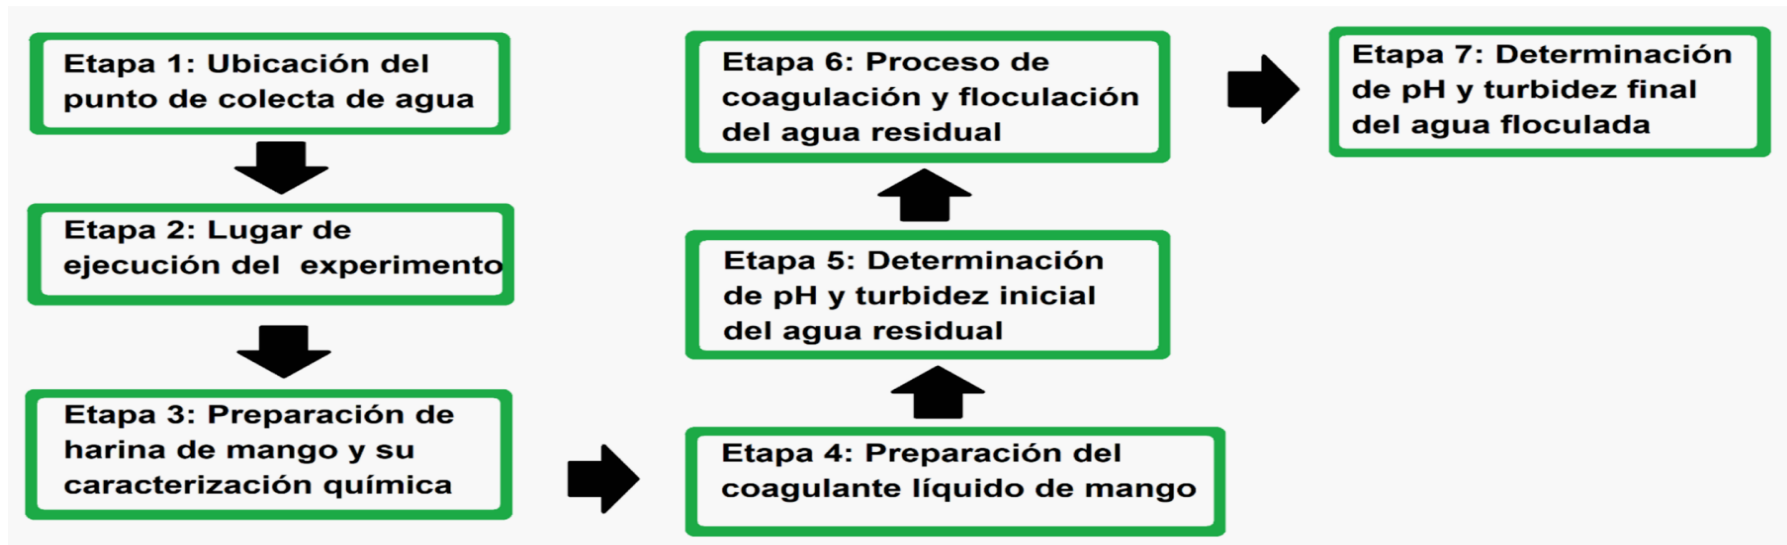 Etapa 1: Ubicación del
punto de colecta de agua
Etapa 2: Lugar de
ejecución del experimento
Etapa 3: Preparación de
harina de mango y su
caracterización química
Etapa 4: Preparación del
coagulante líquido de mango
Etapa 5: Determinación
de pH y turbidez inicial
del agua residual
Etapa 6: Proceso de
coagulación y floculación
del agua residual
Etapa 7: Determinación
de pH y turbidez final
del agua floculada